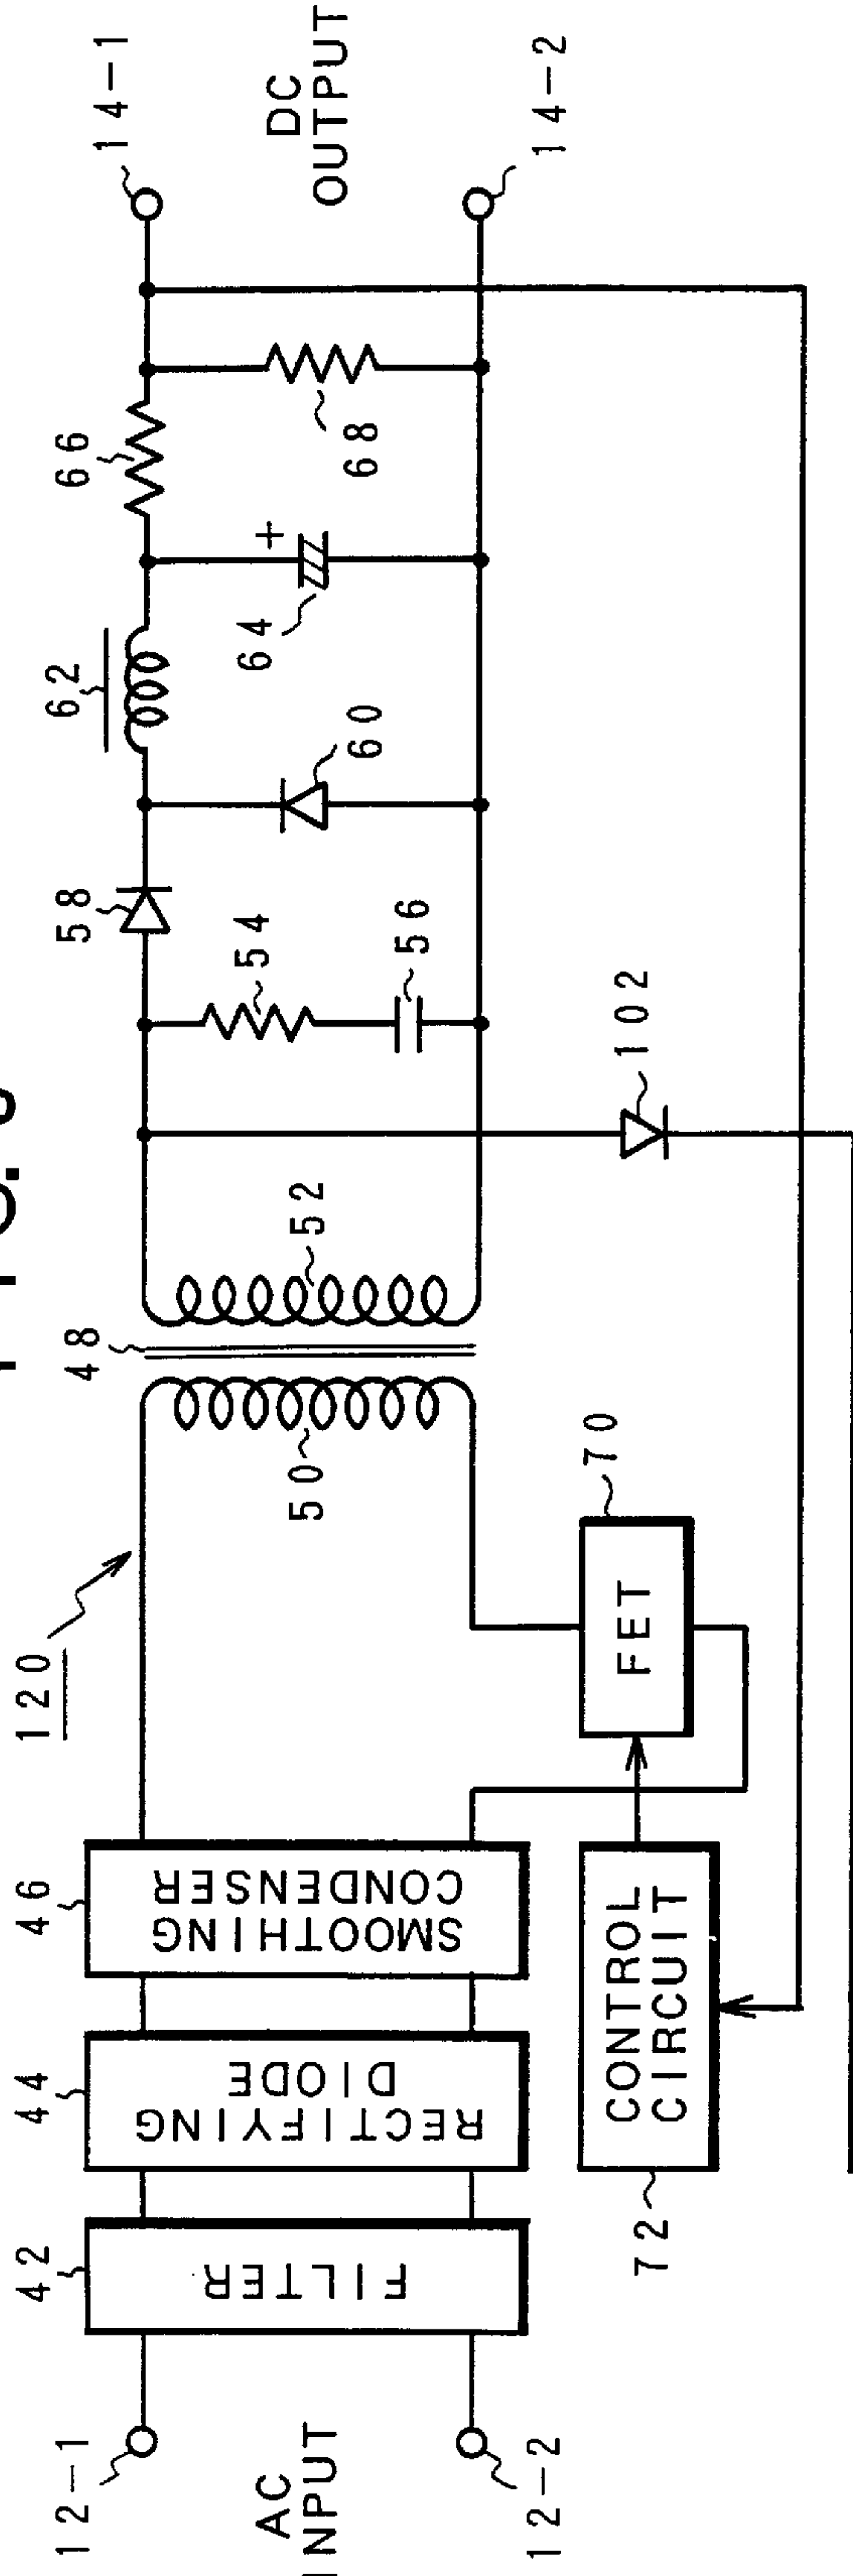 120
12-1
AC
INPUT
12-2
42
FILTER
44
RECTIFYING
DIODE
46
SMOOTHING
CONDENSER
72
CONTROL
CIRCUIT
70
FET
48
50
52
102
54
56
58
60
62
64
+
66
68
14-1
DC
OUTPUT
14-2